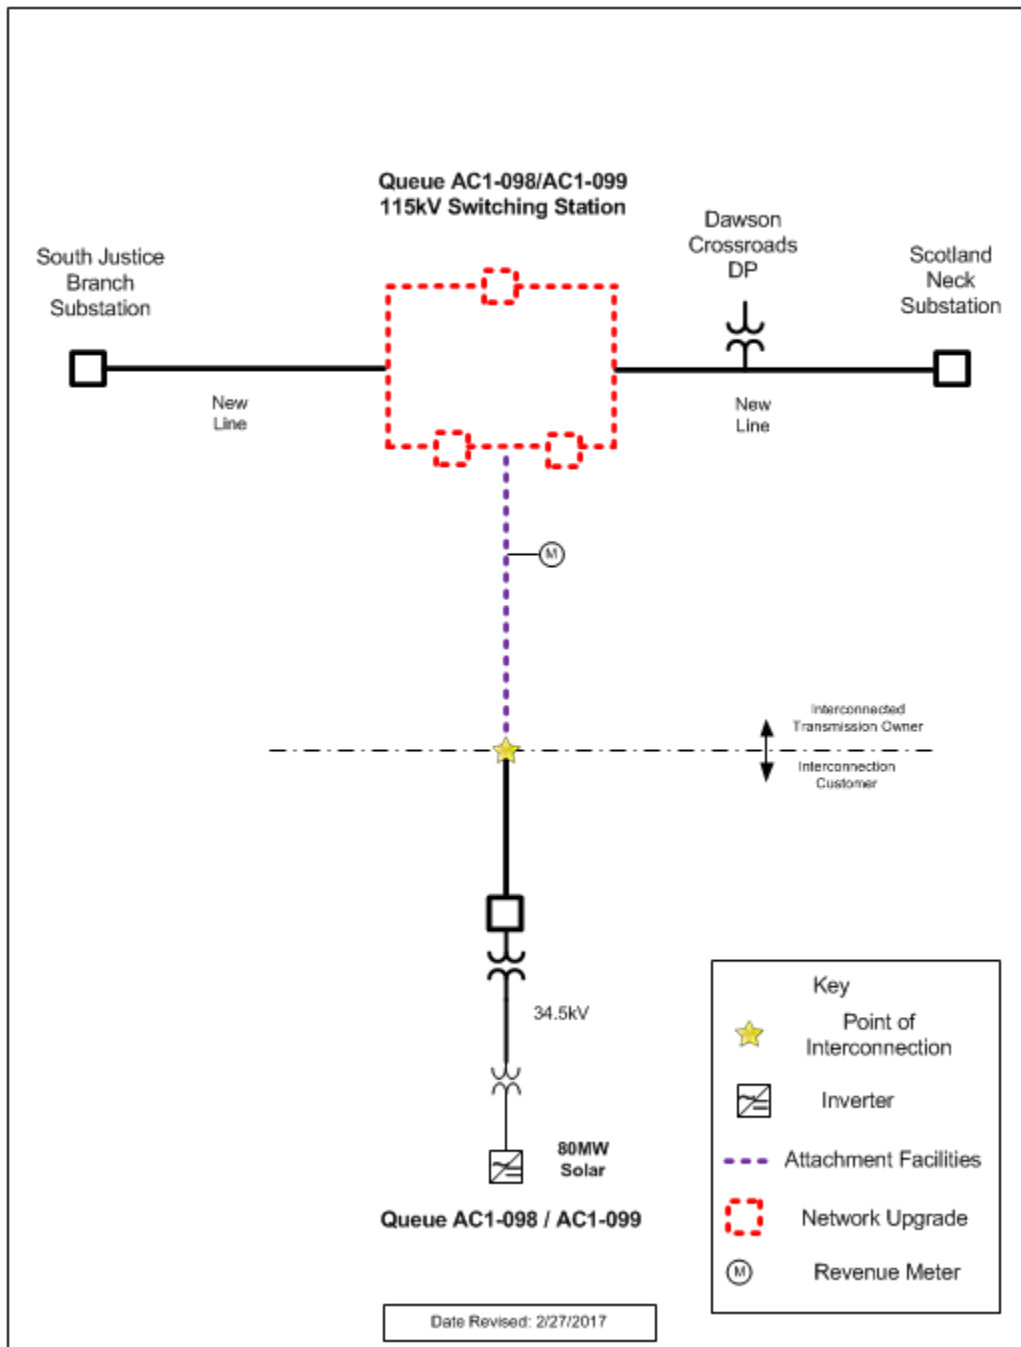 Queue AC1-098/AC1-099
115kV Switching Station
South Justice
Branch
Substation
Dawson
Crossroads
DP
Scotland
Neck
Substation
New
Line
New
Line
M
Interconnected
Transmission Owner
Interconnection
Customer
34.5kV
80MW
Solar
Queue AC1-098 / AC1-099
Key
Point of
Interconnection
Inverter
Attachment Facilities
Network Upgrade
M
Revenue Meter
Date Revised: 2/27/2017